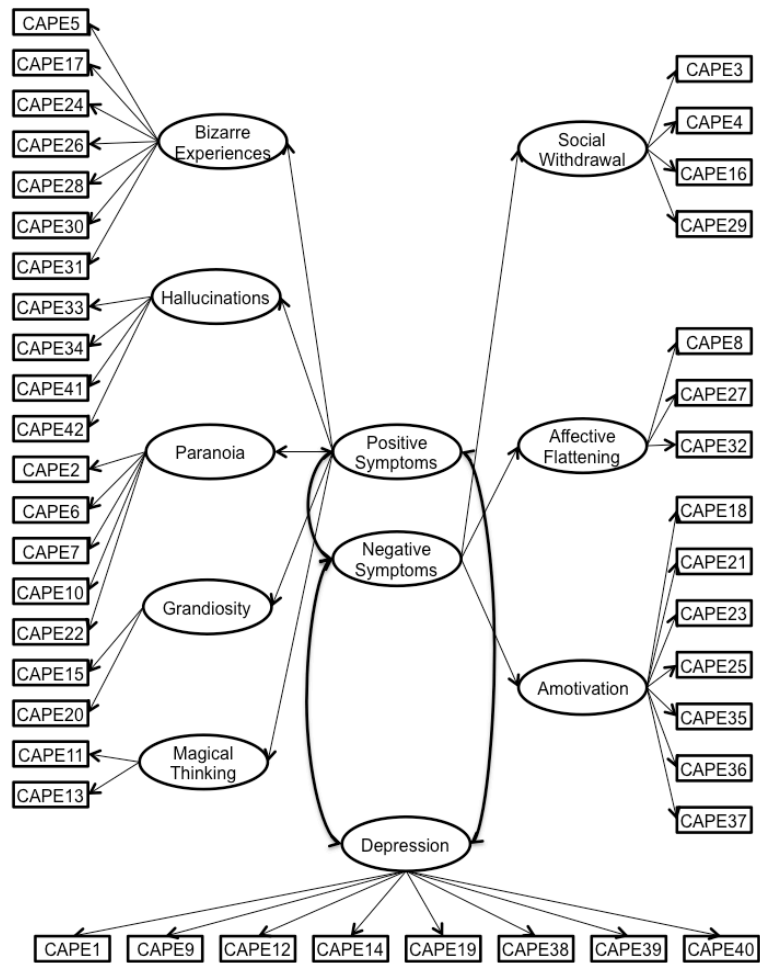 CAPE5
CAPE17
CAPE24
CAPE26
CAPE28
CAPE30
CAPE31
CAPE33
CAPE34
CAPE41
CAPE42
CAPE2
CAPE6
CAPE7
CAPE10
CAPE22
CAPE15
CAPE20
CAPE11
CAPE13
Bizarre
Experiences
Hallucinations
Paranoia
Grandiosity
Magical
Thinking
Positive
Symptoms
Negative
Symptoms
Depression
Social
Withdrawal
Affective
Flattening
Amotivation
CAPE3
CAPE4
CAPE16
CAPE29
CAPE8
CAPE27
CAPE32
CAPE18
CAPE21
CAPE23
CAPE25
CAPE35
CAPE36
CAPE37
CAPE1
CAPE9
CAPE12
CAPE14
CAPE19
CAPE38
CAPE39
CAPE40